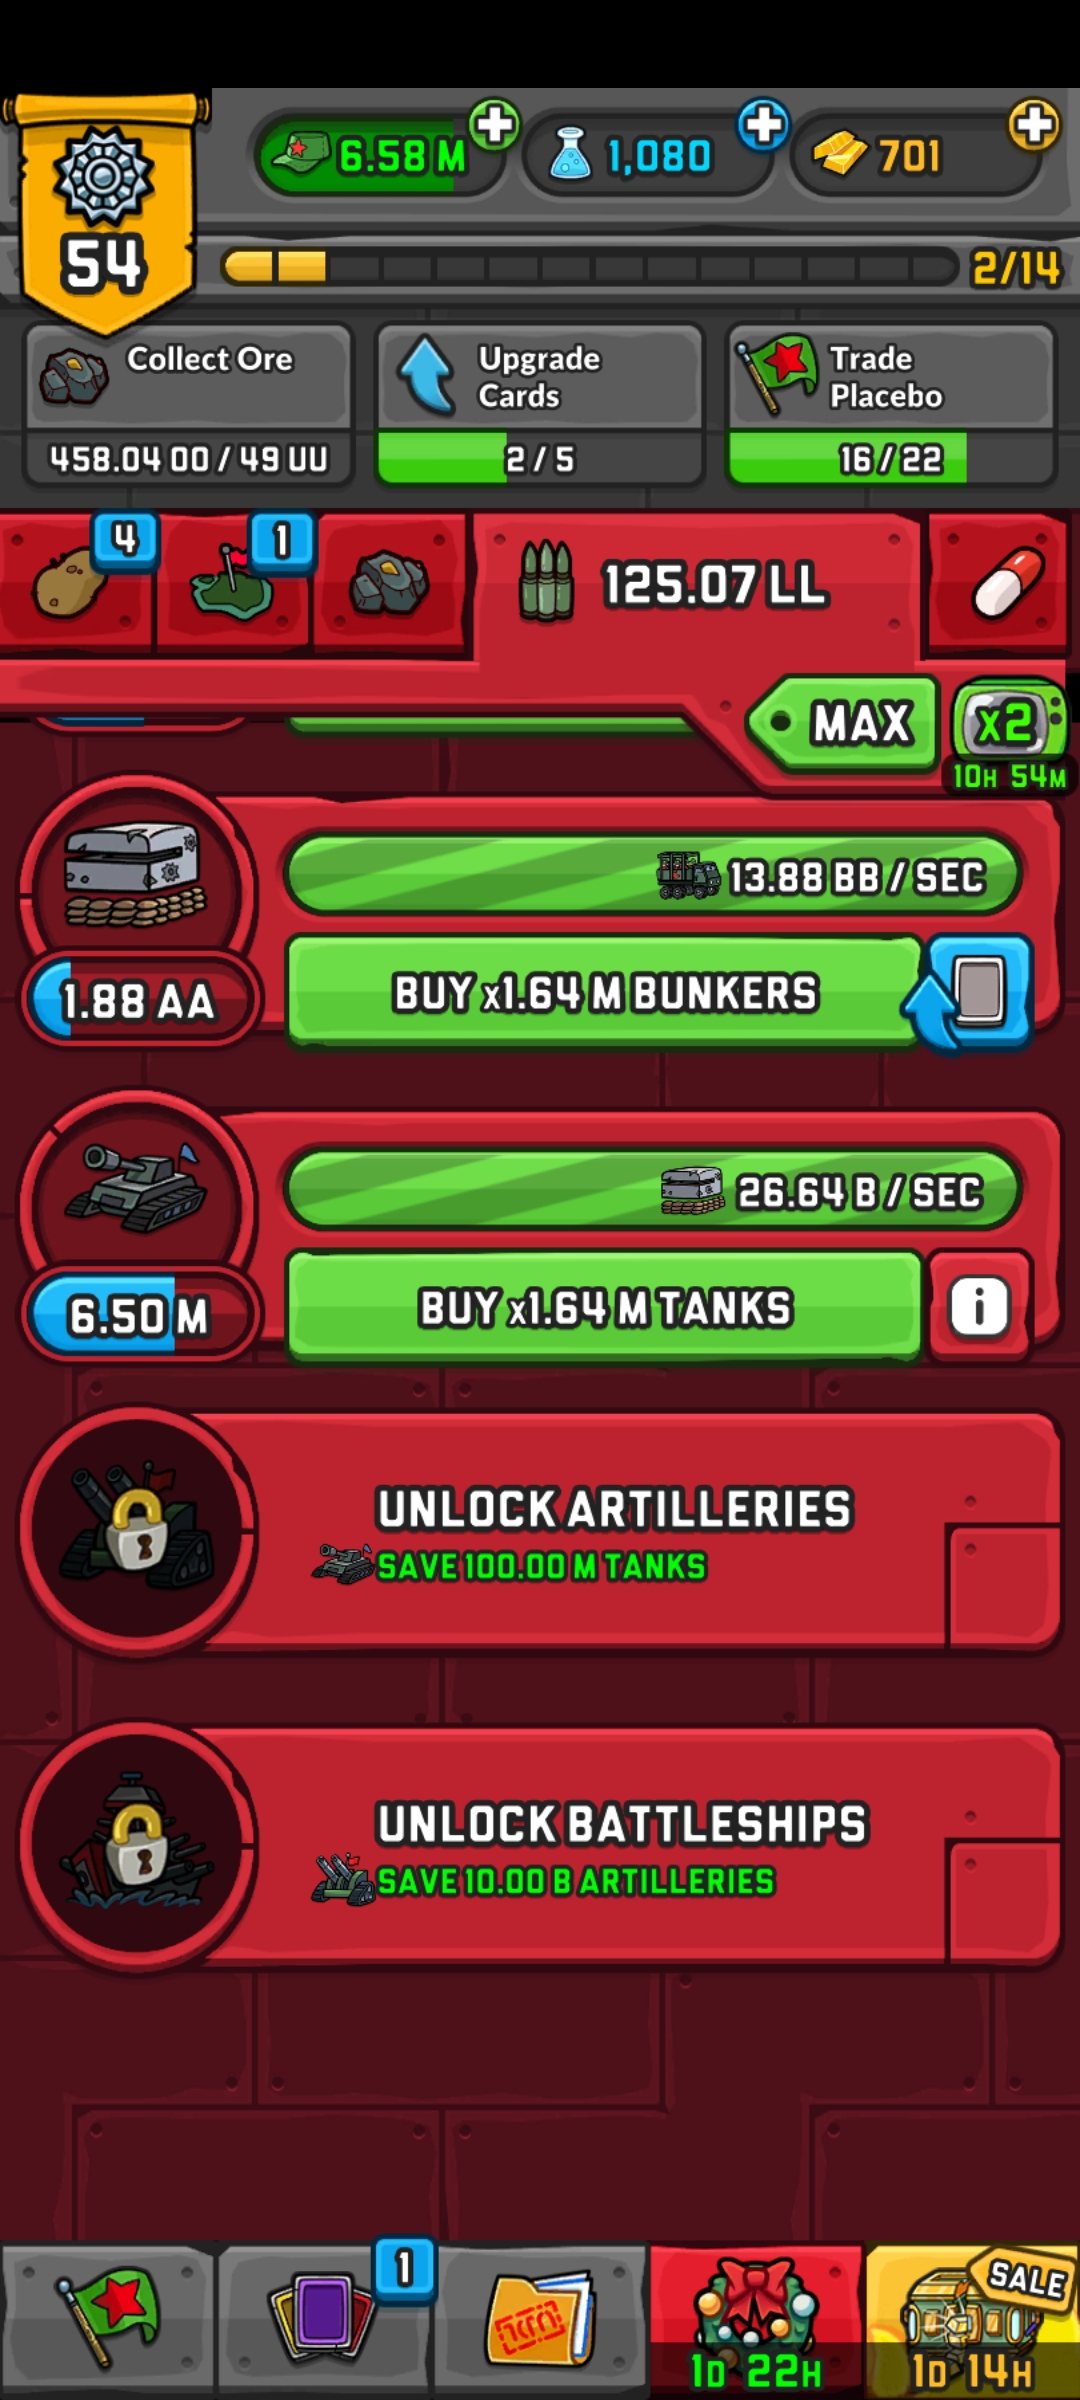 54
6.58 M
1,080
701
2/14
Collect Ore
458.04 OO / 49 UU
Upgrade
Cards
2 / 5
Trade
Placebo
16 / 22
4
1
125.07 LL
MAX
x2
10H 54M
13.88 BB / SEC
1.88 AA
BUY x1.64 M BUNKERS
26.64 B / SEC
6.50 M
BUY x1.64 M TANKS
i
UNLOCK ARTILLERIES
SAVE 100.00 M TANKS
UNLOCK BATTLESHIPS
SAVE 10.00 B ARTILLERIES
1
SALE
1D 22H
1D 14H